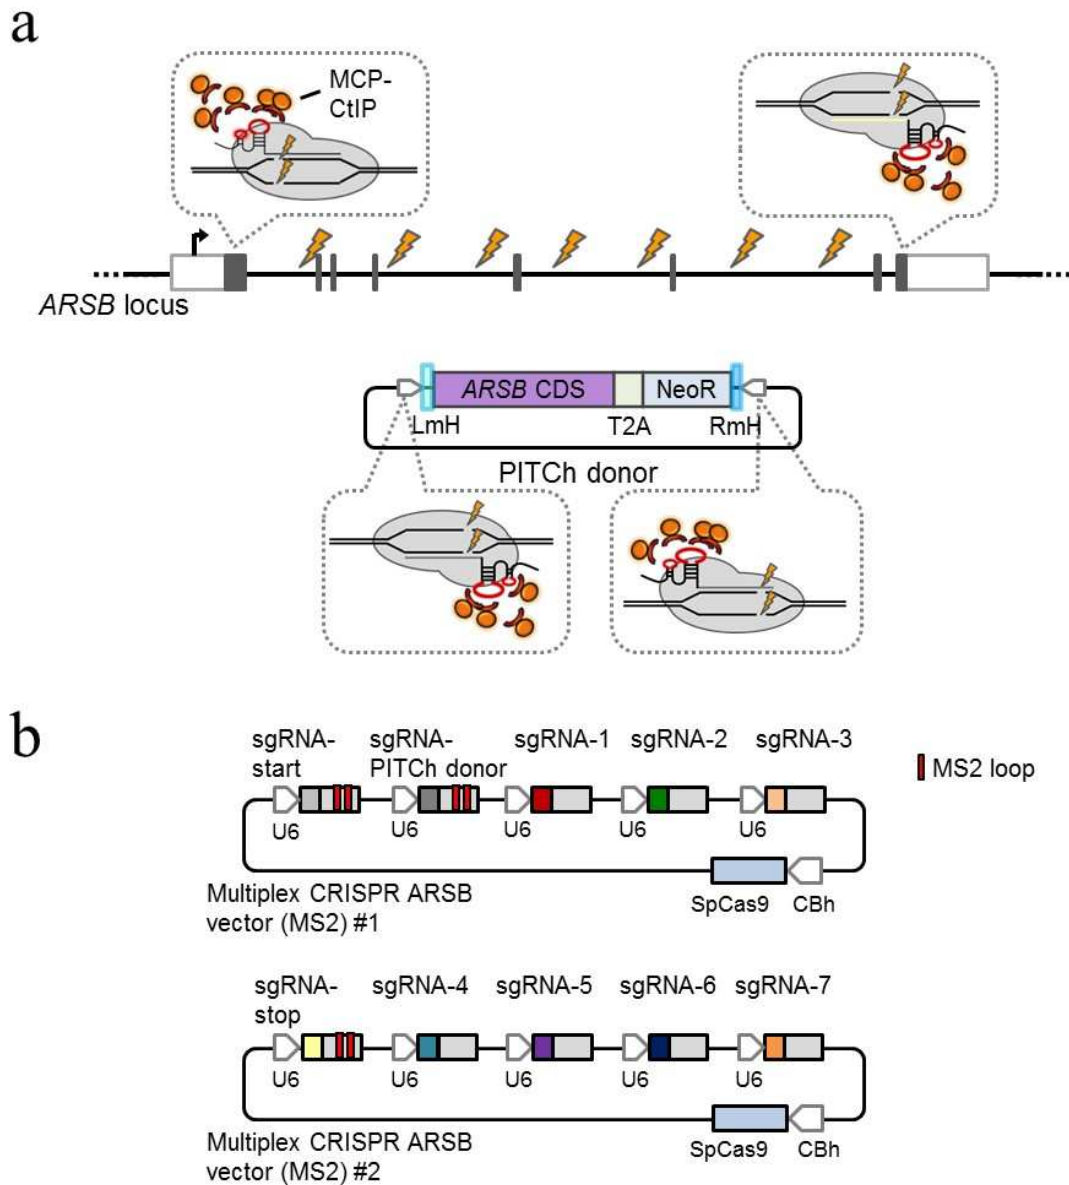 a
MCP-
CtIP
ARSB locus
ARSB CDS
NeoR
LmH
T2A
RmH
PITCh donor
b
sgRNA-
start
sgRNA-
PITCh donor
sgRNA-1
sgRNA-2
sgRNA-3
MS2 loop
U6
U6
U6
U6
U6
Multiplex CRISPR ARSB
vector (MS2) #1
SpCas9
CBh
sgRNA-
stop
sgRNA-4
sgRNA-5
sgRNA-6
sgRNA-7
U6
U6
U6
U6
U6
Multiplex CRISPR ARSB
vector (MS2) #2
SpCas9
CBh